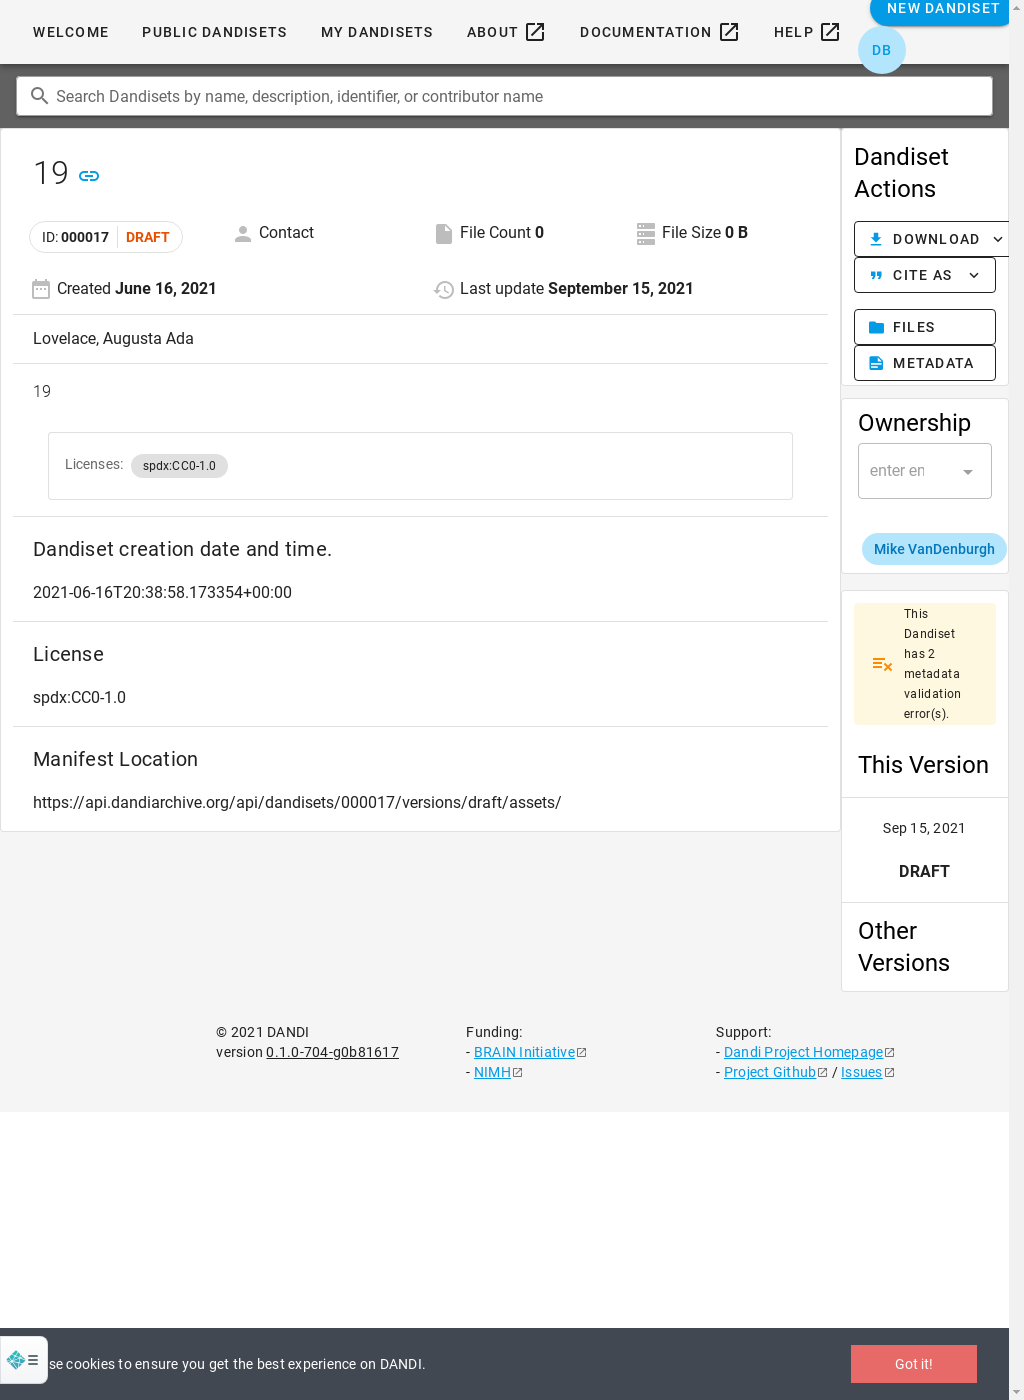 WELCOME PUBLIC DANDISETS MY DANDISETS ABOUT DOCUMENTATION HELP NEW DANDISET
DB
Search Dandisets by name, description, identifier, or contributor name
19
ID: 000017 DRAFT
Contact
File Count 0
File Size 0 B
Created June 16, 2021
Last update September 15, 2021
Lovelace, Augusta Ada
19
Licenses: spdx:CC0-1.0
Dandiset creation date and time.
2021-06-16T20:38:58.173354+00:00
License
spdx:CC0-1.0
Manifest Location
https://api.dandiarchive.org/api/dandisets/000017/versions/draft/assets/
Dandiset
Actions
DOWNLOAD
CITE AS
FILES
METADATA
Ownership
enter en
Mike VanDenburgh
This
Dandiset
has 2
metadata
validation
error(s).
This Version
Sep 15, 2021
DRAFT
Other
Versions
© 2021 DANDI
version 0.1.0-704-g0b81617
Funding:
- BRAIN Initiative
- NIMH
Support:
- Dandi Project Homepage
- Project Github / Issues
se cookies to ensure you get the best experience on DANDI.
Got it!